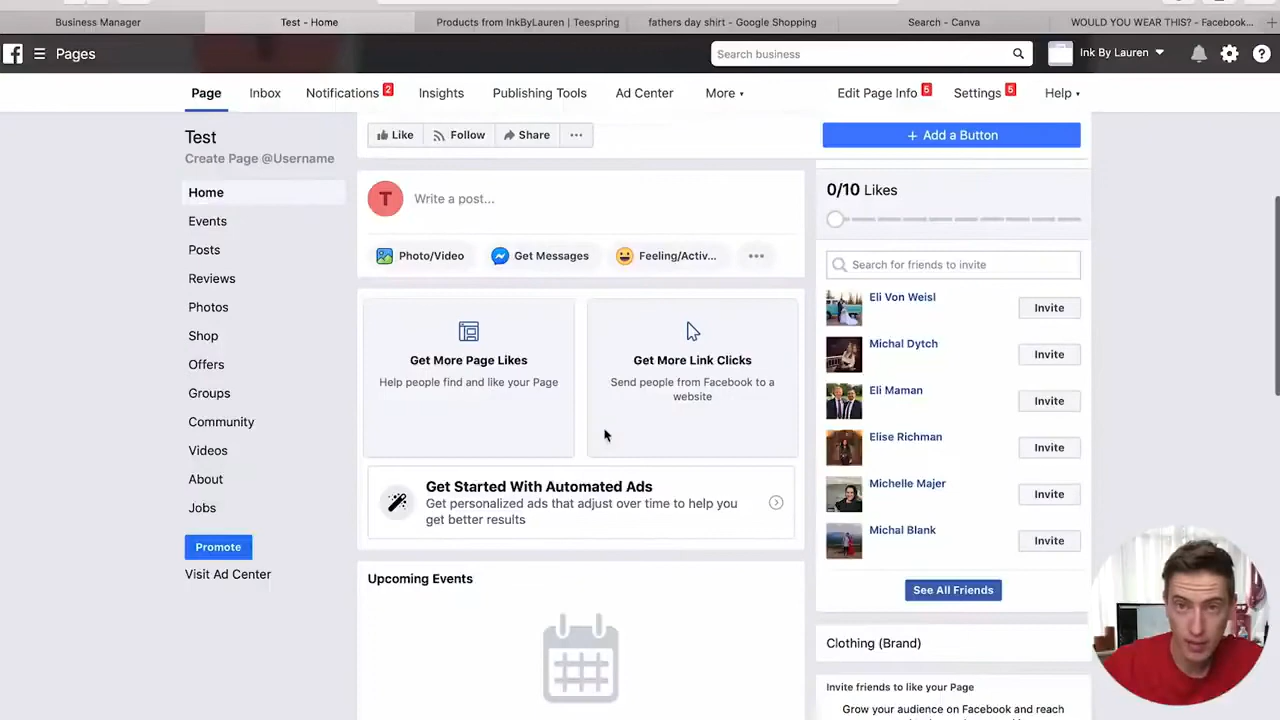 Business Manager
Test - Home
Products from InkByLauren | Teespring
fathers day shirt - Google Shopping
Search - Canva
WOULD YOU WEAR THIS? - Facebook...
Pages
Search business
Ink By Lauren
Page
Inbox
Notifications 2
Insights
Publishing Tools
Ad Center
More
Edit Page Info 5
Settings 5
Help
Test
Create Page @Username
Home
Events
Posts
Reviews
Photos
Shop
Offers
Groups
Community
Videos
About
Jobs
Promote
Visit Ad Center
Like
Follow
Share
+ Add a Button
T
Write a post...
Photo/Video
Get Messages
Feeling/Activ...
Get More Page Likes
Help people find and like your Page
Get More Link Clicks
Send people from Facebook to a
website
Get Started With Automated Ads
Get personalized ads that adjust over time to help you
get better results
Upcoming Events
0/10 Likes
Search for friends to invite
Eli Von Weisl
Invite
Michal Dytch
Invite
Eli Maman
Invite
Elise Richman
Invite
Michelle Majer
Invite
Michal Blank
Invite
See All Friends
Clothing (Brand)
Invite friends to like your Page
Grow your audience on Facebook and reach